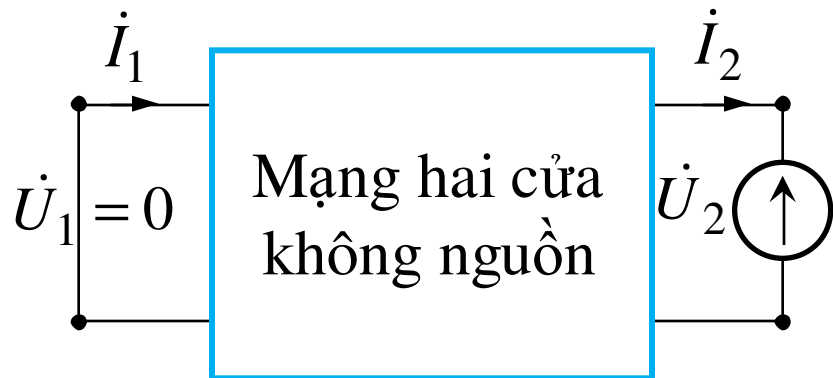 İ₁
İ₂
U̇₁ = 0
Mạng hai cửa
không nguồn
U̇₂